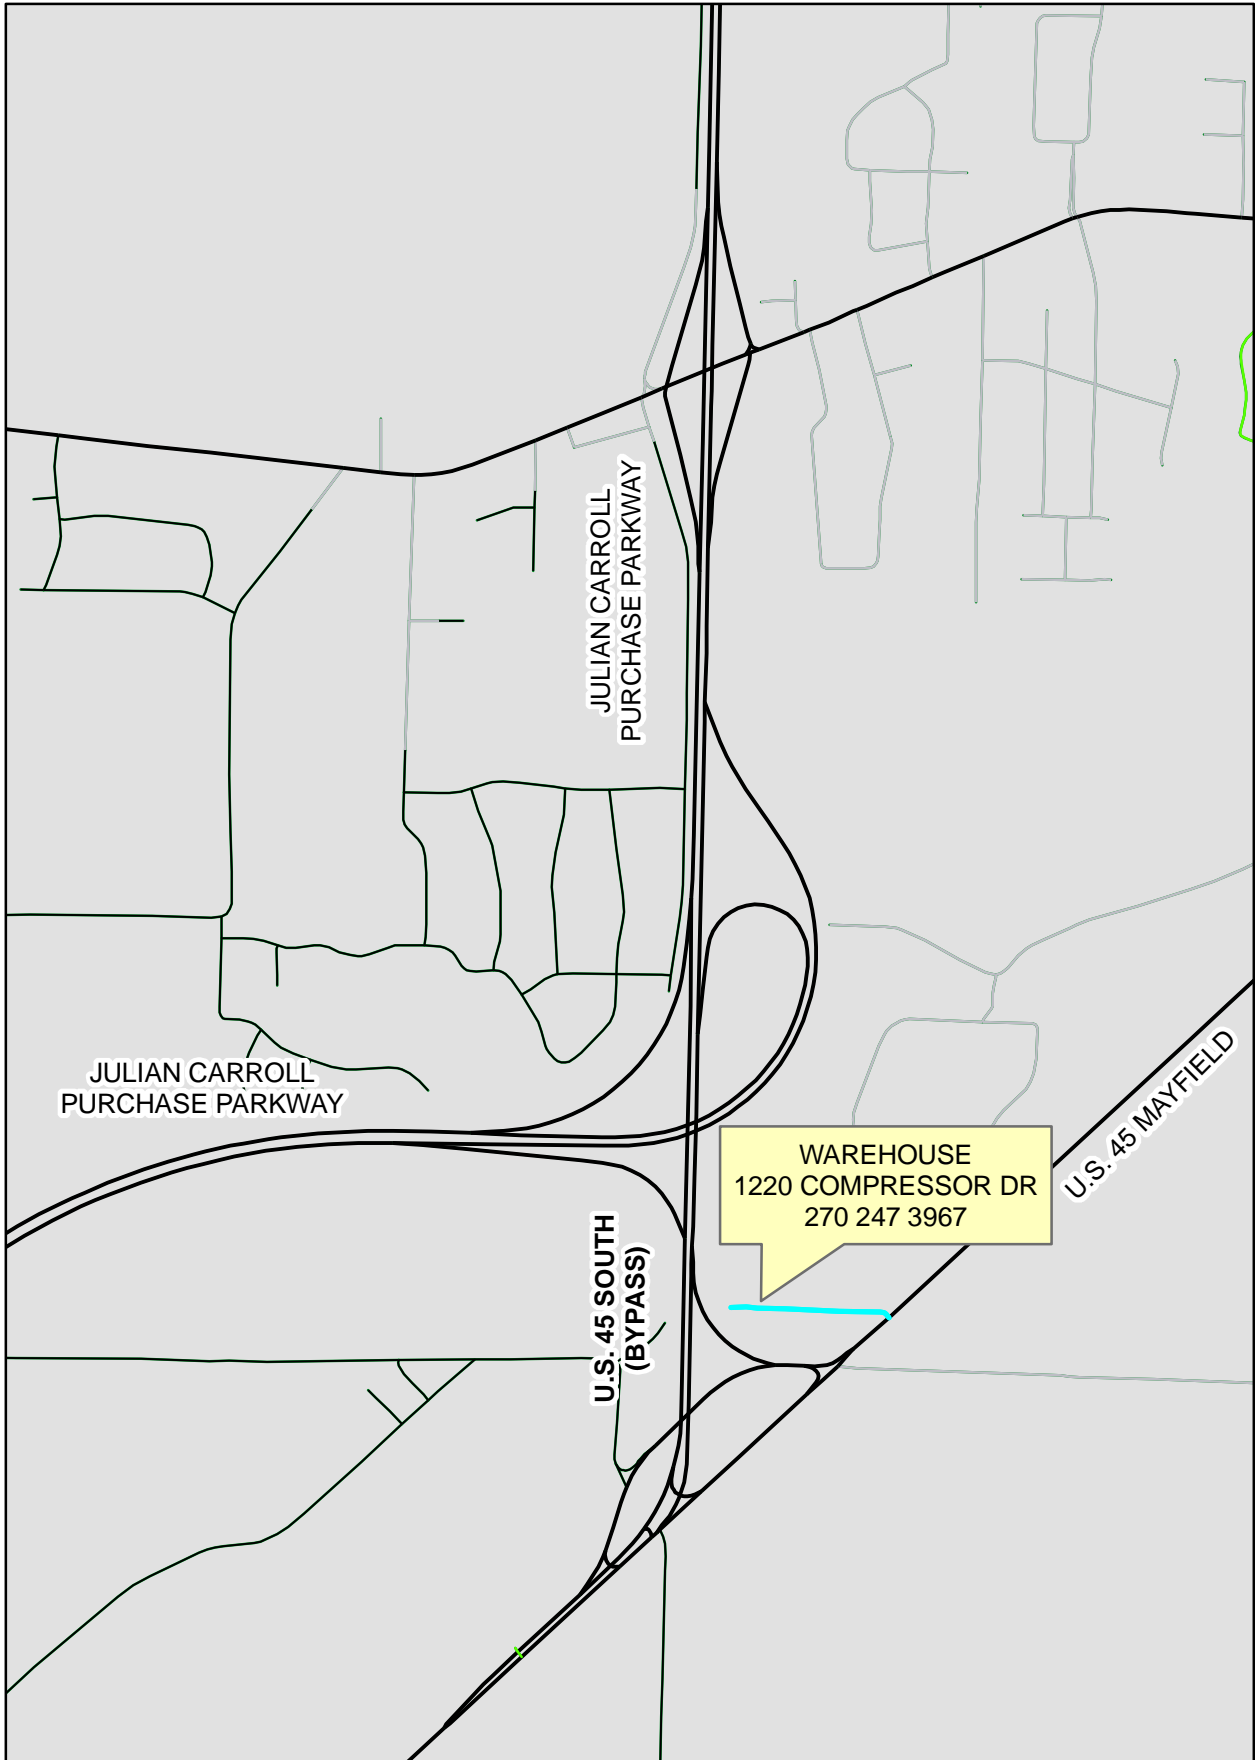 JULIAN CARROLL
PURCHASE PARKWAY
JULIAN CARROLL
PURCHASE PARKWAY
U.S. 45 MAYFIELD
WAREHOUSE
1220 COMPRESSOR DR
270 247 3967
U.S. 45 SOUTH
(BYPASS)